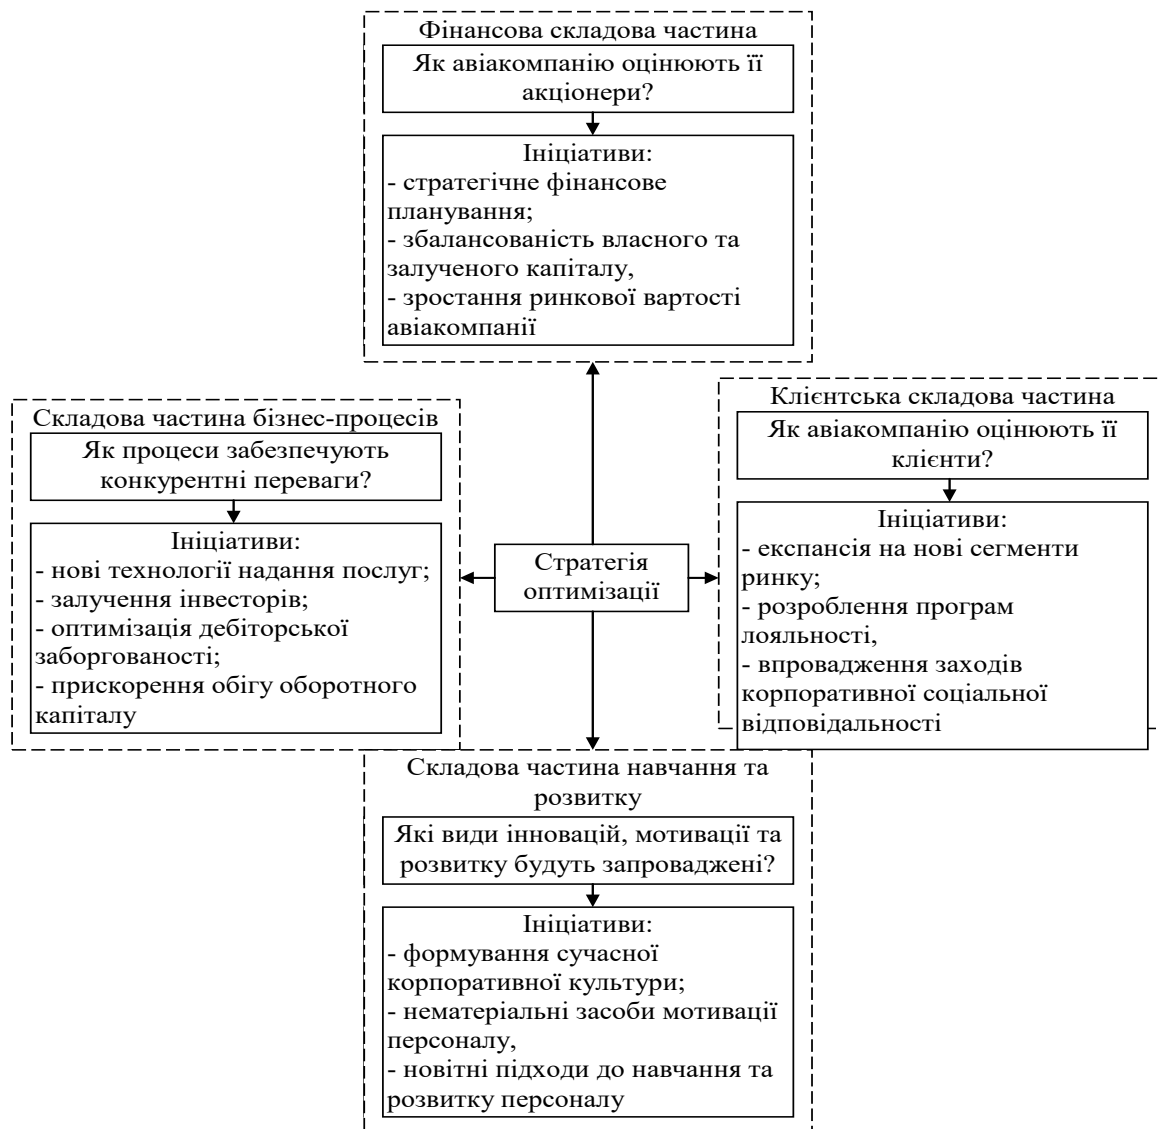 Фінансова складова частина
Як авіакомпанію оцінюють її
акціонери?
Ініціативи:
- стратегічне фінансове
планування;
- збалансованість власного та
залученого капіталу,
- зростання ринкової вартості
авіакомпанії
Складова частина бізнес-процесів
Як процеси забезпечують
конкурентні переваги?
Ініціативи:
- нові технології надання послуг;
- залучення інвесторів;
- оптимізація дебіторської
заборгованості;
- прискорення обігу оборотного
капіталу
Стратегія
оптимізації
Клієнтська складова частина
Як авіакомпанію оцінюють її
клієнти?
Ініціативи:
- експансія на нові сегменти
ринку;
- розроблення програм
лояльності,
- впровадження заходів
корпоративної соціальної
відповідальності
Складова частина навчання та
розвитку
Які види інновацій, мотивації та
розвитку будуть запроваджені?
Ініціативи:
- формування сучасної
корпоративної культури;
- нематеріальні засоби мотивації
персоналу,
- новітні підходи до навчання та
розвитку персоналу